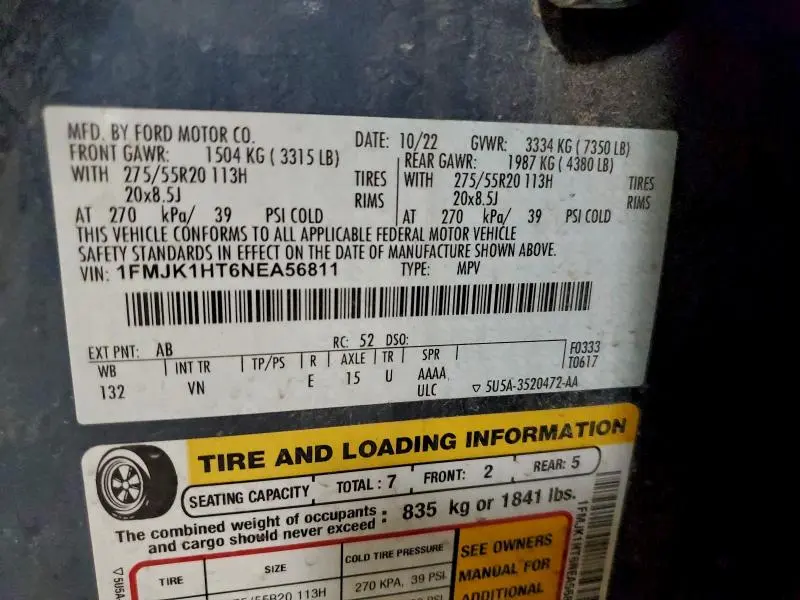 MFD. BY FORD MOTOR CO. DATE: 10/22 GVWR: 3334 KG ( 7350 LB)
FRONT GAWR: 1504 KG ( 3315 LB) REAR GAWR: 1987 KG ( 4380 LB)
WITH 275/55R20 113H TIRES WITH 275/55R20 113H TIRES
20x8.5J RIMS 20x8.5J RIMS
AT 270 kPa/ 39 PSI COLD AT 270 kPa/ 39 PSI COLD
THIS VEHICLE CONFORMS TO ALL APPLICABLE FEDERAL MOTOR VEHICLE
SAFETY STANDARDS IN EFFECT ON THE DATE OF MANUFACTURE SHOWN ABOVE.
VIN: 1FMJK1HT6NEA56811 TYPE: MPV
EXT PNT: AB RC: 52 DSO: F0333
WB INT TR TP/PS R AXLE TR SPR T0617
132 VN E 15 U AAAA
ULC ▽ 5U5A-3520472-AA
TIRE AND LOADING INFORMATION
SEATING CAPACITY TOTAL : 7 FRONT: 2 REAR: 5
The combined weight of occupants : 835 kg or 1841 lbs.
and cargo should never exceed
TIRE SIZE COLD TIRE PRESSURE SEE OWNERS
MANUAL FOR
275/55R20 113H 270 KPA, 39 PSI ADDITIONAL